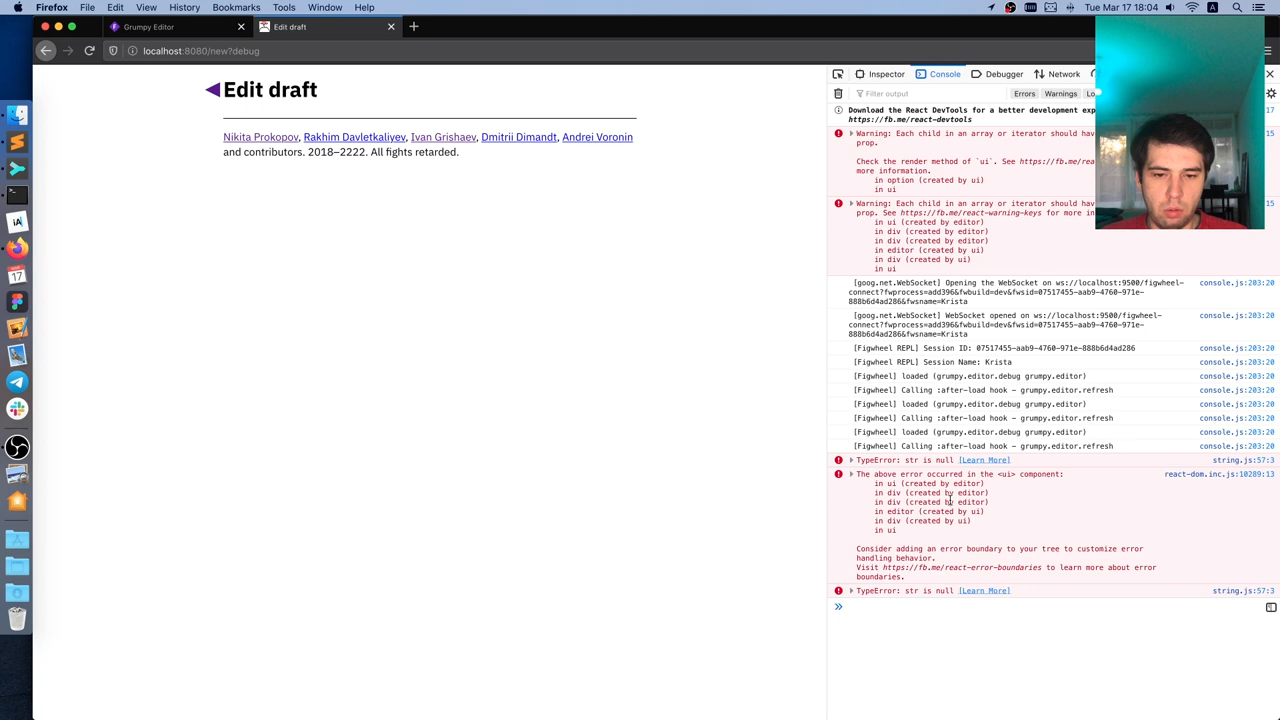 Grumpy Editor
Edit draft
localhost:8080/new?debug
Edit draft
Nikita Prokopov, Rakhim Davletkaliyev, Ivan Grishaev, Dmitrii Dimandt, Andrei Voronin
and contributors. 2018–2222. All fights retarded.
Inspector Console Debugger Network
Filter output Errors Warnings Lo
Download the React DevTools for a better development exp 17
https://fb.me/react-devtools
Warning: Each child in an array or iterator should hav 15
prop.
Check the render method of `ui`. See https://fb.me/rea
more information.
in option (created by ui)
in ui
Warning: Each child in an array or iterator should hav 15
prop. See https://fb.me/react-warning-keys for more in
in ui (created by editor)
in div (created by editor)
in div (created by editor)
in editor (created by ui)
in div (created by ui)
in ui
[goog.net.WebSocket] Opening the WebSocket on ws://localhost:9500/figwheel- console.js:203:20
connect?fwprocess=add396&fwbuild=dev&fwsid=07517455-aab9-4760-971e-
888b6d4ad286&fwsname=Krista
[goog.net.WebSocket] WebSocket opened on ws://localhost:9500/figwheel- console.js:203:20
connect?fwprocess=add396&fwbuild=dev&fwsid=07517455-aab9-4760-971e-
888b6d4ad286&fwsname=Krista
[Figwheel REPL] Session ID: 07517455-aab9-4760-971e-888b6d4ad286 console.js:203:20
[Figwheel REPL] Session Name: Krista console.js:203:20
[Figwheel] loaded (grumpy.editor.debug grumpy.editor) console.js:203:20
[Figwheel] Calling :after-load hook - grumpy.editor.refresh console.js:203:20
[Figwheel] loaded (grumpy.editor.debug grumpy.editor) console.js:203:20
[Figwheel] Calling :after-load hook - grumpy.editor.refresh console.js:203:20
[Figwheel] loaded (grumpy.editor.debug grumpy.editor) console.js:203:20
[Figwheel] Calling :after-load hook - grumpy.editor.refresh console.js:203:20
TypeError: str is null [Learn More] string.js:57:3
The above error occurred in the <ui> component: react-dom.inc.js:10289:13
in ui (created by editor)
in div (created by editor)
in div (created by editor)
in editor (created by ui)
in div (created by ui)
in ui
Consider adding an error boundary to your tree to customize error
handling behavior.
Visit https://fb.me/react-error-boundaries to learn more about error
boundaries.
TypeError: str is null [Learn More] string.js:57:3
iA
17